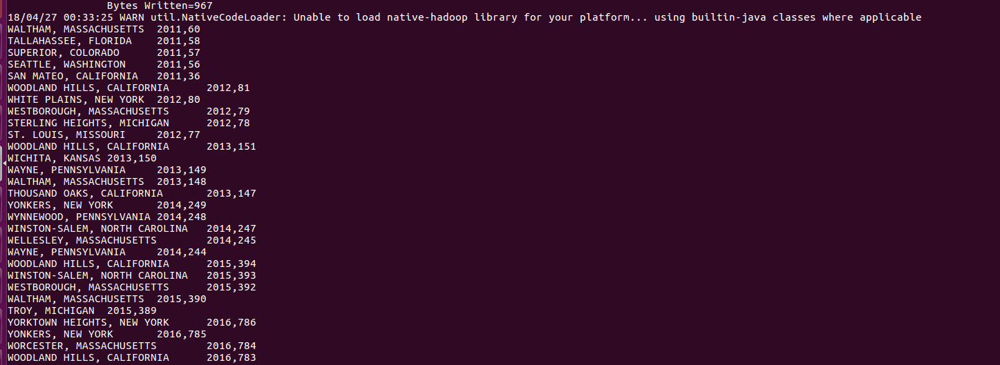 Bytes Written=967
18/04/27 00:33:25 WARN util.NativeCodeLoader: Unable to load native-hadoop library for your platform... using builtin-java classes where applicable
WALTHAM, MASSACHUSETTS	2011,60
TALLAHASSEE, FLORIDA	2011,58
SUPERIOR, COLORADO	2011,57
SEATTLE, WASHINGTON	2011,56
SAN MATEO, CALIFORNIA	2011,36
WOODLAND HILLS, CALIFORNIA	2012,81
WHITE PLAINS, NEW YORK	2012,80
WESTBOROUGH, MASSACHUSETTS	2012,79
STERLING HEIGHTS, MICHIGAN	2012,78
ST. LOUIS, MISSOURI	2012,77
WOODLAND HILLS, CALIFORNIA	2013,151
WICHITA, KANSAS	2013,150
WAYNE, PENNSYLVANIA	2013,149
WALTHAM, MASSACHUSETTS	2013,148
THOUSAND OAKS, CALIFORNIA	2013,147
YONKERS, NEW YORK	2014,249
WYNNEWOOD, PENNSYLVANIA	2014,248
WINSTON-SALEM, NORTH CAROLINA	2014,247
WELLESLEY, MASSACHUSETTS	2014,245
WAYNE, PENNSYLVANIA	2014,244
WOODLAND HILLS, CALIFORNIA	2015,394
WINSTON-SALEM, NORTH CAROLINA	2015,393
WESTBOROUGH, MASSACHUSETTS	2015,392
WALTHAM, MASSACHUSETTS	2015,390
TROY, MICHIGAN	2015,389
YORKTOWN HEIGHTS, NEW YORK	2016,786
YONKERS, NEW YORK	2016,785
WORCESTER, MASSACHUSETTS	2016,784
WOODLAND HILLS, CALIFORNIA	2016,783